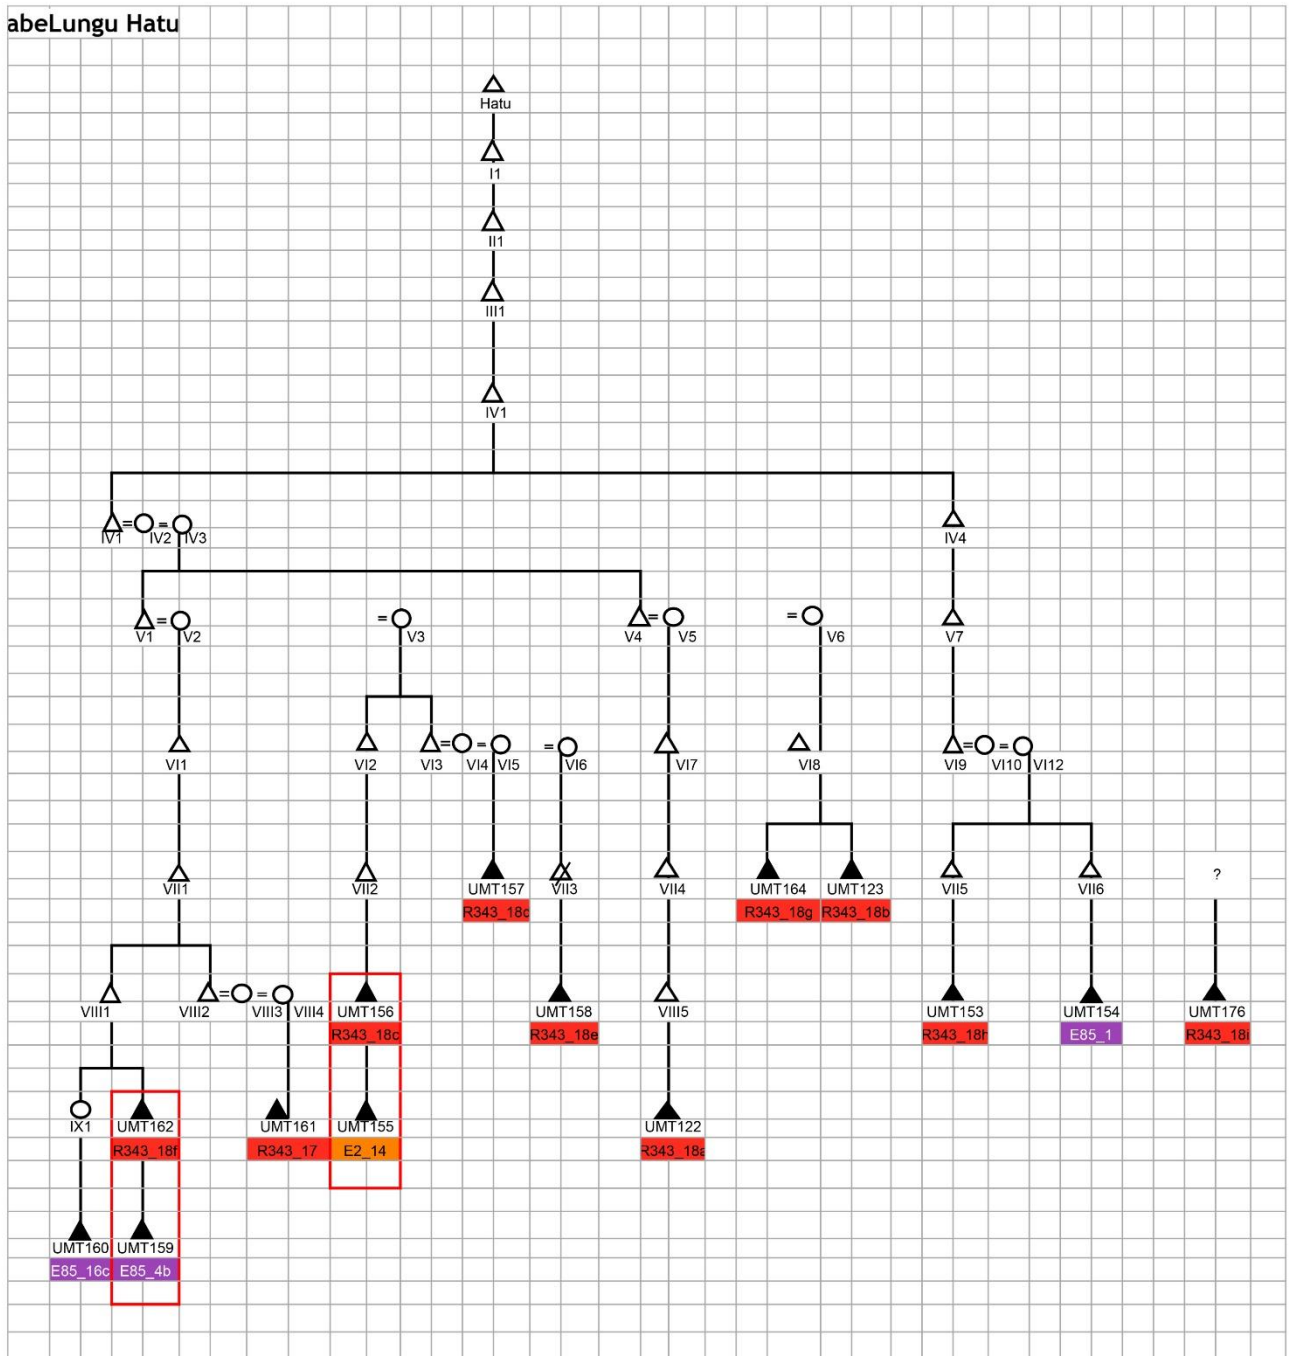 abeLungu Hatu
Hatu
I1
II1
III1
IV1
IV1 IV2 IV3 IV4
V1 = V2 = V3 V4 = V5 = V6 V7
VI1 VI2 VI3 VI4 VI5 VI6 VI7 VI8 VI9 VI10 VI12
VII1 VII2 UMT157 VII3 VII4 UMT164 UMT123 VII5 VII6 ?
R343_18g R343_18b
VIII1 VIII2 VIII3 VIII4 UMT156 UMT158 VIII5 UMT153 UMT154 UMT176
R343_18c R343_18e E85_1 R343_18i
IX1 UMT162 UMT161 UMT155 UMT122
R343_18f R343_17 E2_14
UMT160 UMT159
E85_16c E85_4b